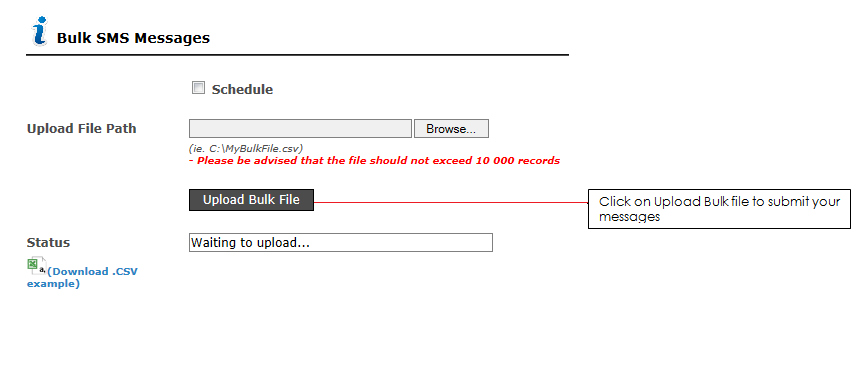 Bulk SMS Messages
Schedule
Upload File Path
Browse...
(ie. C:\MyBulkFile.csv)
- Please be advised that the file should not exceed 10 000 records
Upload Bulk File
Click on Upload Bulk file to submit your
messages
Status
Waiting to upload...
(Download .CSV
example)